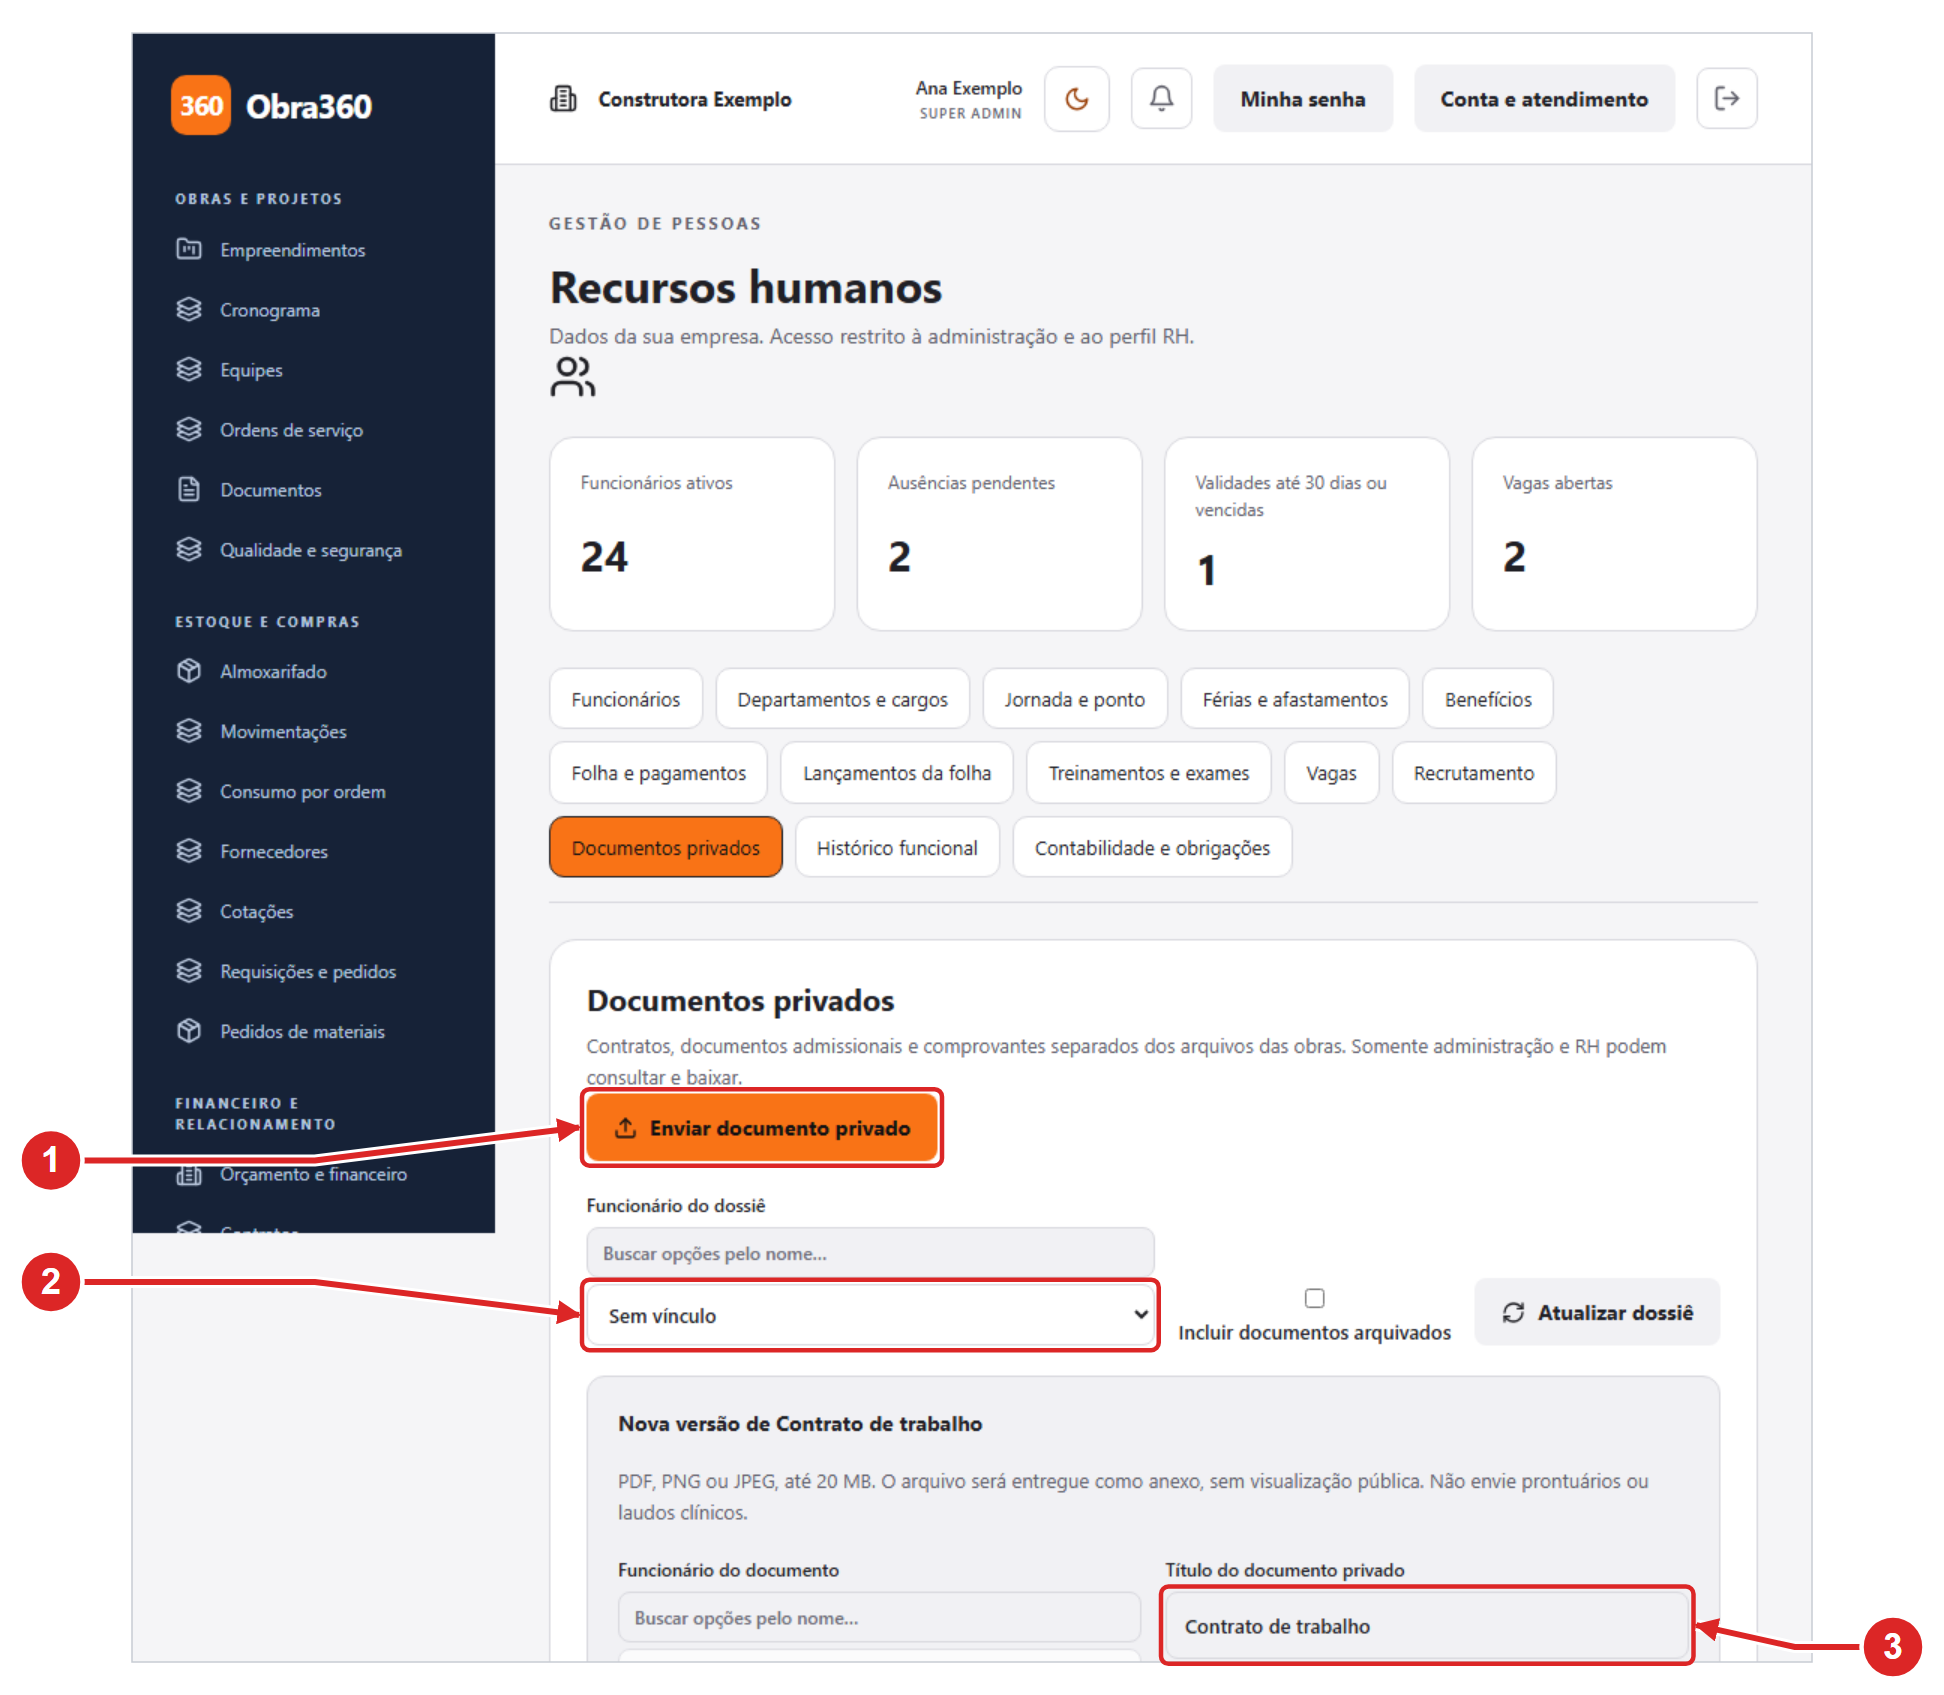 360 Obra360
Construtora Exemplo
Ana Exemplo
SUPER ADMIN
Minha senha
Conta e atendimento
OBRAS E PROJETOS
Empreendimentos
Cronograma
Equipes
Ordens de serviço
Documentos
Qualidade e segurança
ESTOQUE E COMPRAS
Almoxarifado
Movimentações
Consumo por ordem
Fornecedores
Cotações
Requisições e pedidos
Pedidos de materiais
FINANCEIRO E
RELACIONAMENTO
Orçamento e financeiro
GESTÃO DE PESSOAS
Recursos humanos
Dados da sua empresa. Acesso restrito à administração e ao perfil RH.
Funcionários ativos
24
Ausências pendentes
2
Validades até 30 dias ou
vencidas
1
Vagas abertas
2
Funcionários
Departamentos e cargos
Jornada e ponto
Férias e afastamentos
Benefícios
Folha e pagamentos
Lançamentos da folha
Treinamentos e exames
Vagas
Recrutamento
Documentos privados
Histórico funcional
Contabilidade e obrigações
Documentos privados
Contratos, documentos admissionais e comprovantes separados dos arquivos das obras. Somente administração e RH podem
consultar e baixar.
1
Enviar documento privado
Funcionário do dossiê
Buscar opções pelo nome...
2
Sem vínculo
Incluir documentos arquivados
Atualizar dossiê
Nova versão de Contrato de trabalho
PDF, PNG ou JPEG, até 20 MB. O arquivo será entregue como anexo, sem visualização pública. Não envie prontuários ou
laudos clínicos.
Funcionário do documento
Buscar opções pelo nome...
Título do documento privado
Contrato de trabalho
3